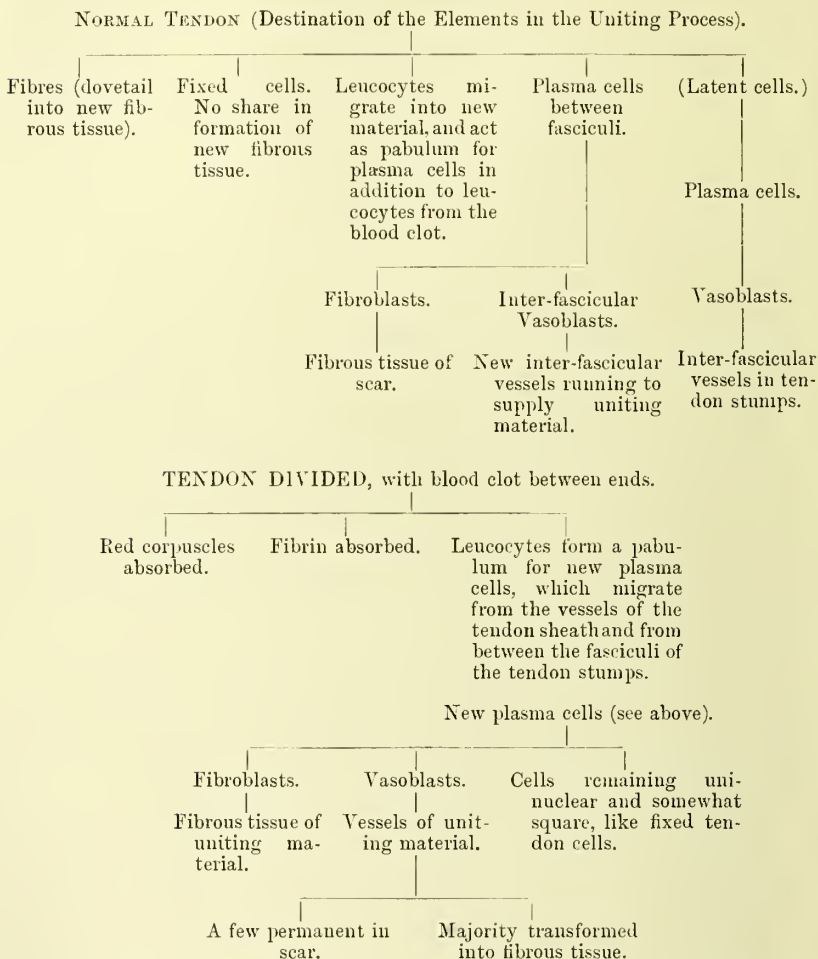 NORMAL TENDON (Destination of the Elements in the Uniting Process).
Fibres (dovetail
into new fib-
rous tissue).
Fixed cells.
No share in
formation of
new fibrous
tissue.
Leucocytes mi-
grate into new
material, and act
as pabulum for
plasma cells in
addition to leu-
cocytes from the
blood clot.
Plasma cells
between
fasciculi.
(Latent cells.)
Plasma cells.
Fibroblasts.
Inter-fascicular
Vasoblasts.
Vasoblasts.
Fibrous tissue of
scar.
New inter-fascicular
vessels running to
supply uniting
material.
Inter-fascicular
vessels in ten-
don stumps.
TENDON DIVIDED, with blood clot between ends.
Red corpuscles
absorbed.
Fibrin absorbed.
Leucocytes form a pabu-
lum for new plasma
cells, which migrate
from the vessels of the
tendon sheath and from
between the fasciculi of
the tendon stumps.
New plasma cells (see above).
Fibroblasts.
Vasoblasts.
Cells remaining uni-
nuclear and somewhat
square, like fixed ten-
don cells.
Fibrous tissue of
uniting ma-
terial.
Vessels of unit-
ing material.
A few permanent in
scar.
Majority transformed
into fibrous tissue.